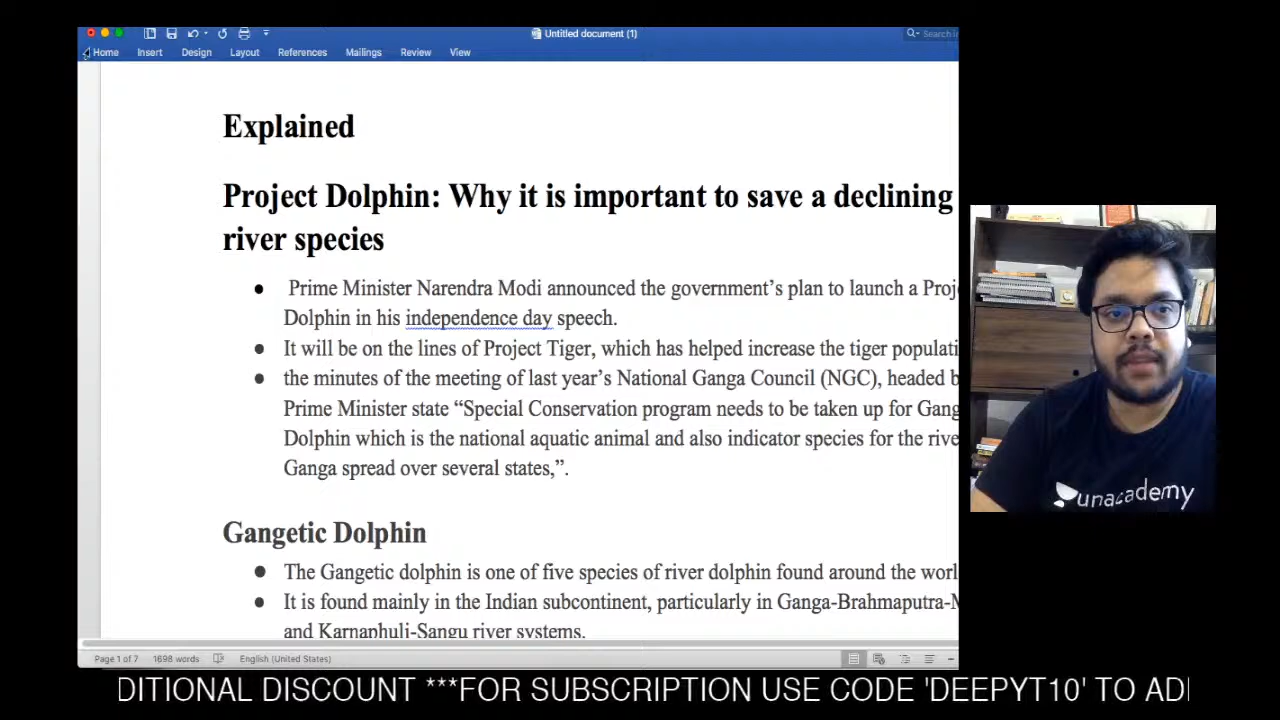 Untitled document (1)
Search in
Home Insert Design Layout References Mailings Review View
Explained
Project Dolphin: Why it is important to save a declining
river species
● Prime Minister Narendra Modi announced the government's plan to launch a Proj
Dolphin in his independence day speech.
● It will be on the lines of Project Tiger, which has helped increase the tiger populati
● the minutes of the meeting of last year's National Ganga Council (NGC), headed b
Prime Minister state “Special Conservation program needs to be taken up for Gang
Dolphin which is the national aquatic animal and also indicator species for the rive
Ganga spread over several states,”.
Gangetic Dolphin
● The Gangetic dolphin is one of five species of river dolphin found around the worl
● It is found mainly in the Indian subcontinent, particularly in Ganga-Brahmaputra-M
and Karnaphuli-Sangu river systems.
Page 1 of 7 1698 words English (United States)
unacademy
DITIONAL DISCOUNT ***FOR SUBSCRIPTION USE CODE 'DEEPYT10' TO ADI